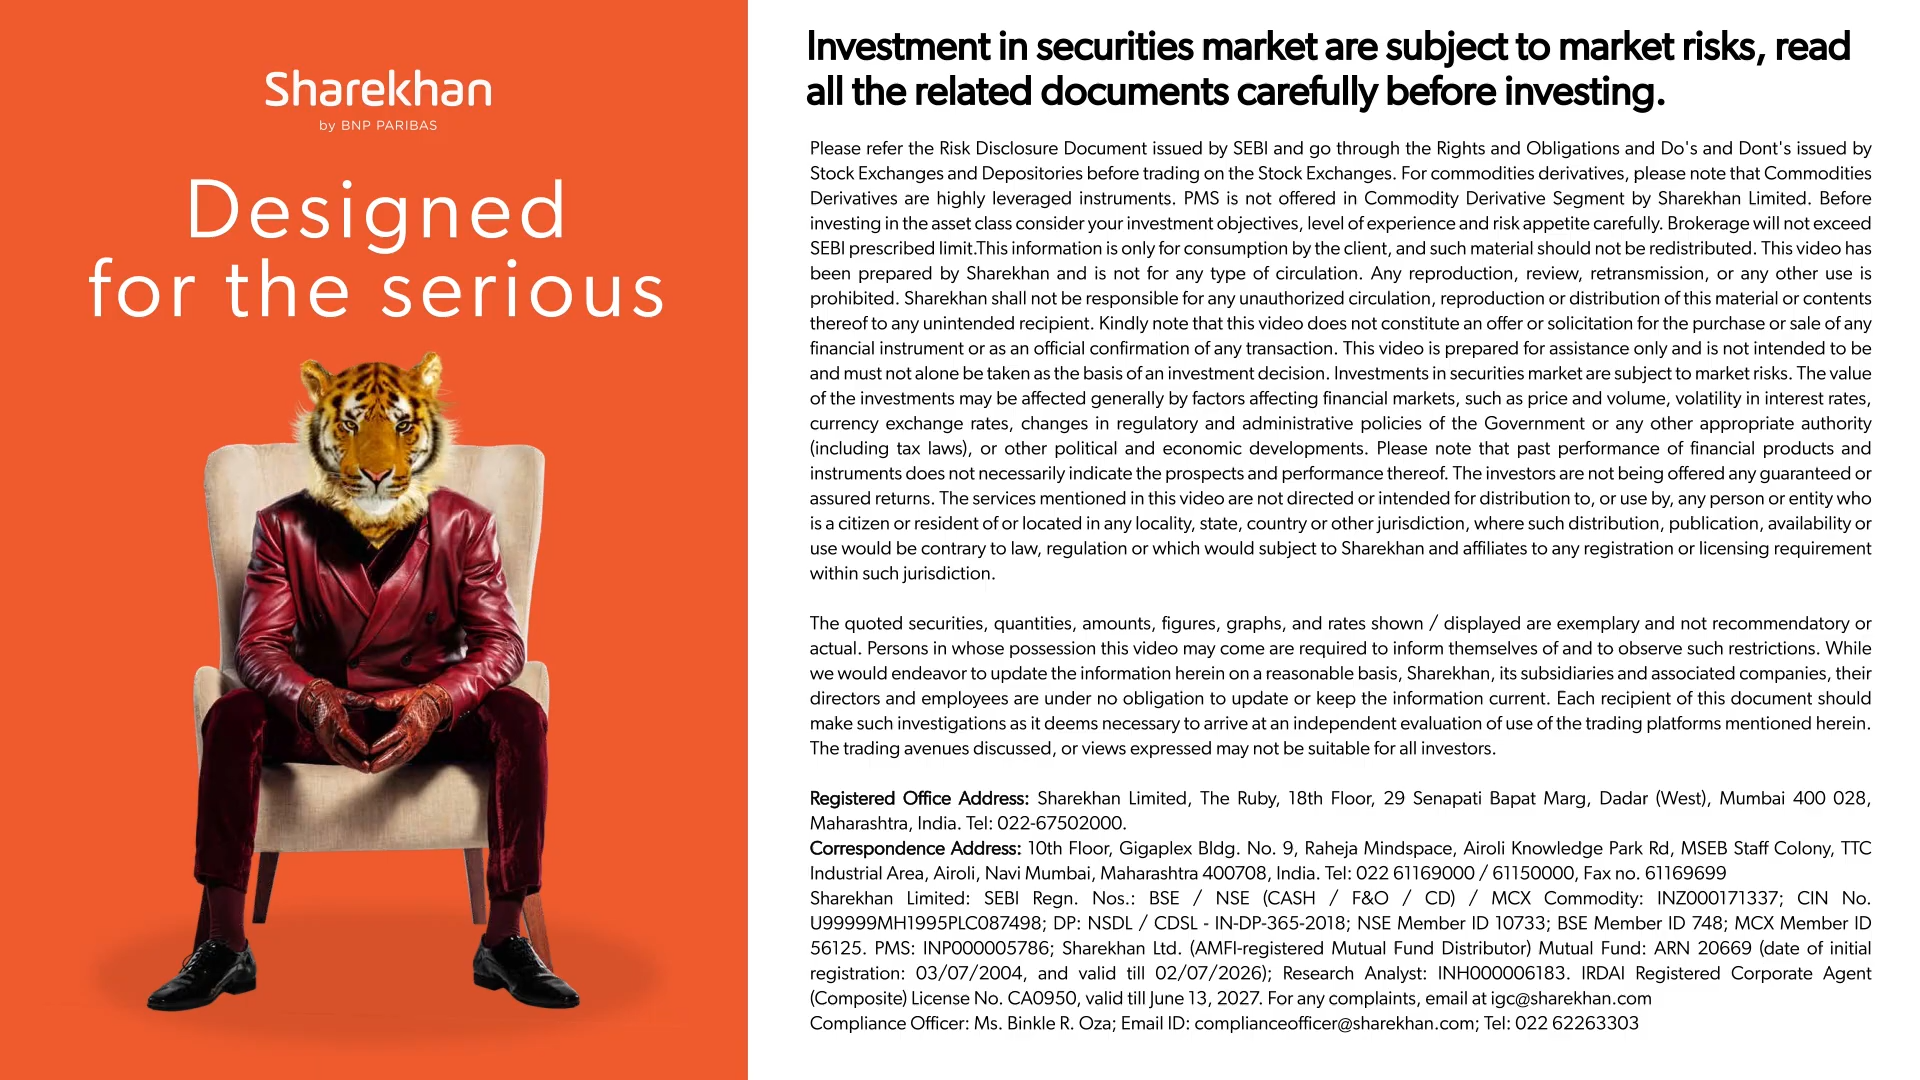 Sharekhan
by BNP PARIBAS
Designed
for the serious
Investment in securities market are subject to market risks, read
all the related documents carefully before investing.
Please refer the Risk Disclosure Document issued by SEBI and go through the Rights and Obligations and Do's and Dont's issued by
Stock Exchanges and Depositories before trading on the Stock Exchanges. For commodities derivatives, please note that Commodities
Derivatives are highly leveraged instruments. PMS is not offered in Commodity Derivative Segment by Sharekhan Limited. Before
investing in the asset class consider your investment objectives, level of experience and risk appetite carefully. Brokerage will not exceed
SEBI prescribed limit.This information is only for consumption by the client, and such material should not be redistributed. This video has
been prepared by Sharekhan and is not for any type of circulation. Any reproduction, review, retransmission, or any other use is
prohibited. Sharekhan shall not be responsible for any unauthorized circulation, reproduction or distribution of this material or contents
thereof to any unintended recipient. Kindly note that this video does not constitute an offer or solicitation for the purchase or sale of any
financial instrument or as an official confirmation of any transaction. This video is prepared for assistance only and is not intended to be
and must not alone be taken as the basis of an investment decision. Investments in securities market are subject to market risks. The value
of the investments may be affected generally by factors affecting financial markets, such as price and volume, volatility in interest rates,
currency exchange rates, changes in regulatory and administrative policies of the Government or any other appropriate authority
(including tax laws), or other political and economic developments. Please note that past performance of financial products and
instruments does not necessarily indicate the prospects and performance thereof. The investors are not being offered any guaranteed or
assured returns. The services mentioned in this video are not directed or intended for distribution to, or use by, any person or entity who
is a citizen or resident of or located in any locality, state, country or other jurisdiction, where such distribution, publication, availability or
use would be contrary to law, regulation or which would subject to Sharekhan and affiliates to any registration or licensing requirement
within such jurisdiction.
The quoted securities, quantities, amounts, figures, graphs, and rates shown / displayed are exemplary and not recommendatory or
actual. Persons in whose possession this video may come are required to inform themselves of and to observe such restrictions. While
we would endeavor to update the information herein on a reasonable basis, Sharekhan, its subsidiaries and associated companies, their
directors and employees are under no obligation to update or keep the information current. Each recipient of this document should
make such investigations as it deems necessary to arrive at an independent evaluation of use of the trading platforms mentioned herein.
The trading avenues discussed, or views expressed may not be suitable for all investors.
Registered Office Address: Sharekhan Limited, The Ruby, 18th Floor, 29 Senapati Bapat Marg, Dadar (West), Mumbai 400 028,
Maharashtra, India. Tel: 022-67502000.
Correspondence Address: 10th Floor, Gigaplex Bldg. No. 9, Raheja Mindspace, Airoli Knowledge Park Rd, MSEB Staff Colony, TTC
Industrial Area, Airoli, Navi Mumbai, Maharashtra 400708, India. Tel: 022 61169000 / 61150000, Fax no. 61169699
Sharekhan Limited: SEBI Regn. Nos.: BSE / NSE (CASH / F&O / CD) / MCX Commodity: INZ000171337; CIN No.
U99999MH1995PLC087498; DP: NSDL / CDSL - IN-DP-365-2018; NSE Member ID 10733; BSE Member ID 748; MCX Member ID
56125. PMS: INP000005786; Sharekhan Ltd. (AMFI-registered Mutual Fund Distributor) Mutual Fund: ARN 20669 (date of initial
registration: 03/07/2004, and valid till 02/07/2026); Research Analyst: INH000006183. IRDAI Registered Corporate Agent
(Composite) License No. CA0950, valid till June 13, 2027. For any complaints, email at igc@sharekhan.com
Compliance Officer: Ms. Binkle R. Oza; Email ID: complianceofficer@sharekhan.com; Tel: 022 62263303